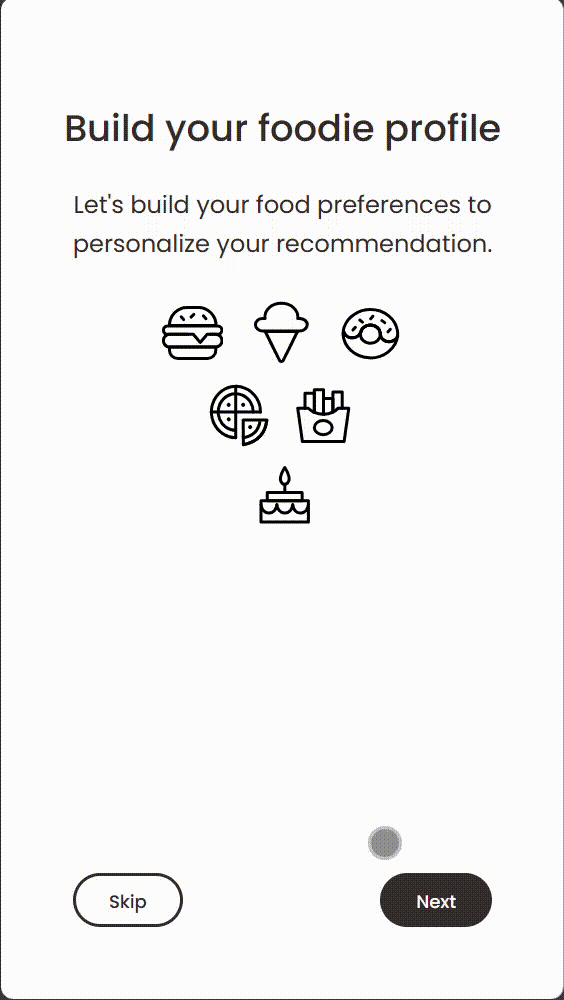 Build your foodie profile
Let's build your food preferences to
personalize your recommendation.
Skip
Next